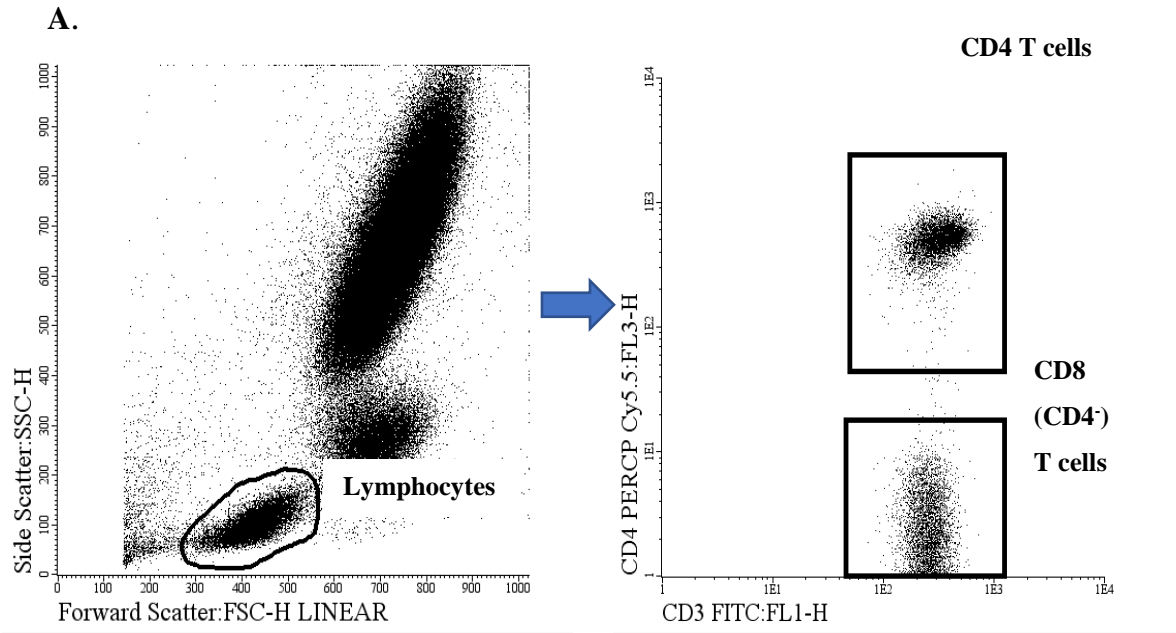 A.
CD4 T cells
1000
900
800
700
600
500
400
300
200
100
0
Side Scatter:SSC-H
Lymphocytes
0 100 200 300 400 500 600 700 800 900 1000
Forward Scatter:FSC-H LINEAR
1E4
1E3
1E2
1E1
1
CD4 PERCP Cy5.5:FL3-H
CD8
(CD4-)
T cells
1 1E1 1E2 1E3 1E4
CD3 FITC:FL1-H